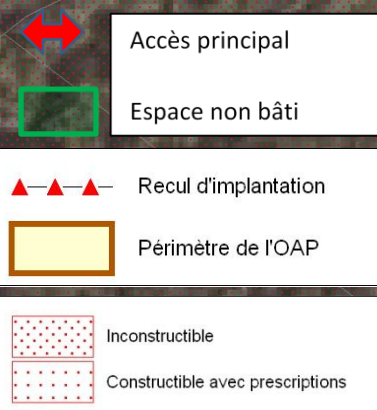 Accès principal
Espace non bâti
Recul d'implantation
Périmètre de l'OAP
Inconstructible
Constructible avec prescriptions